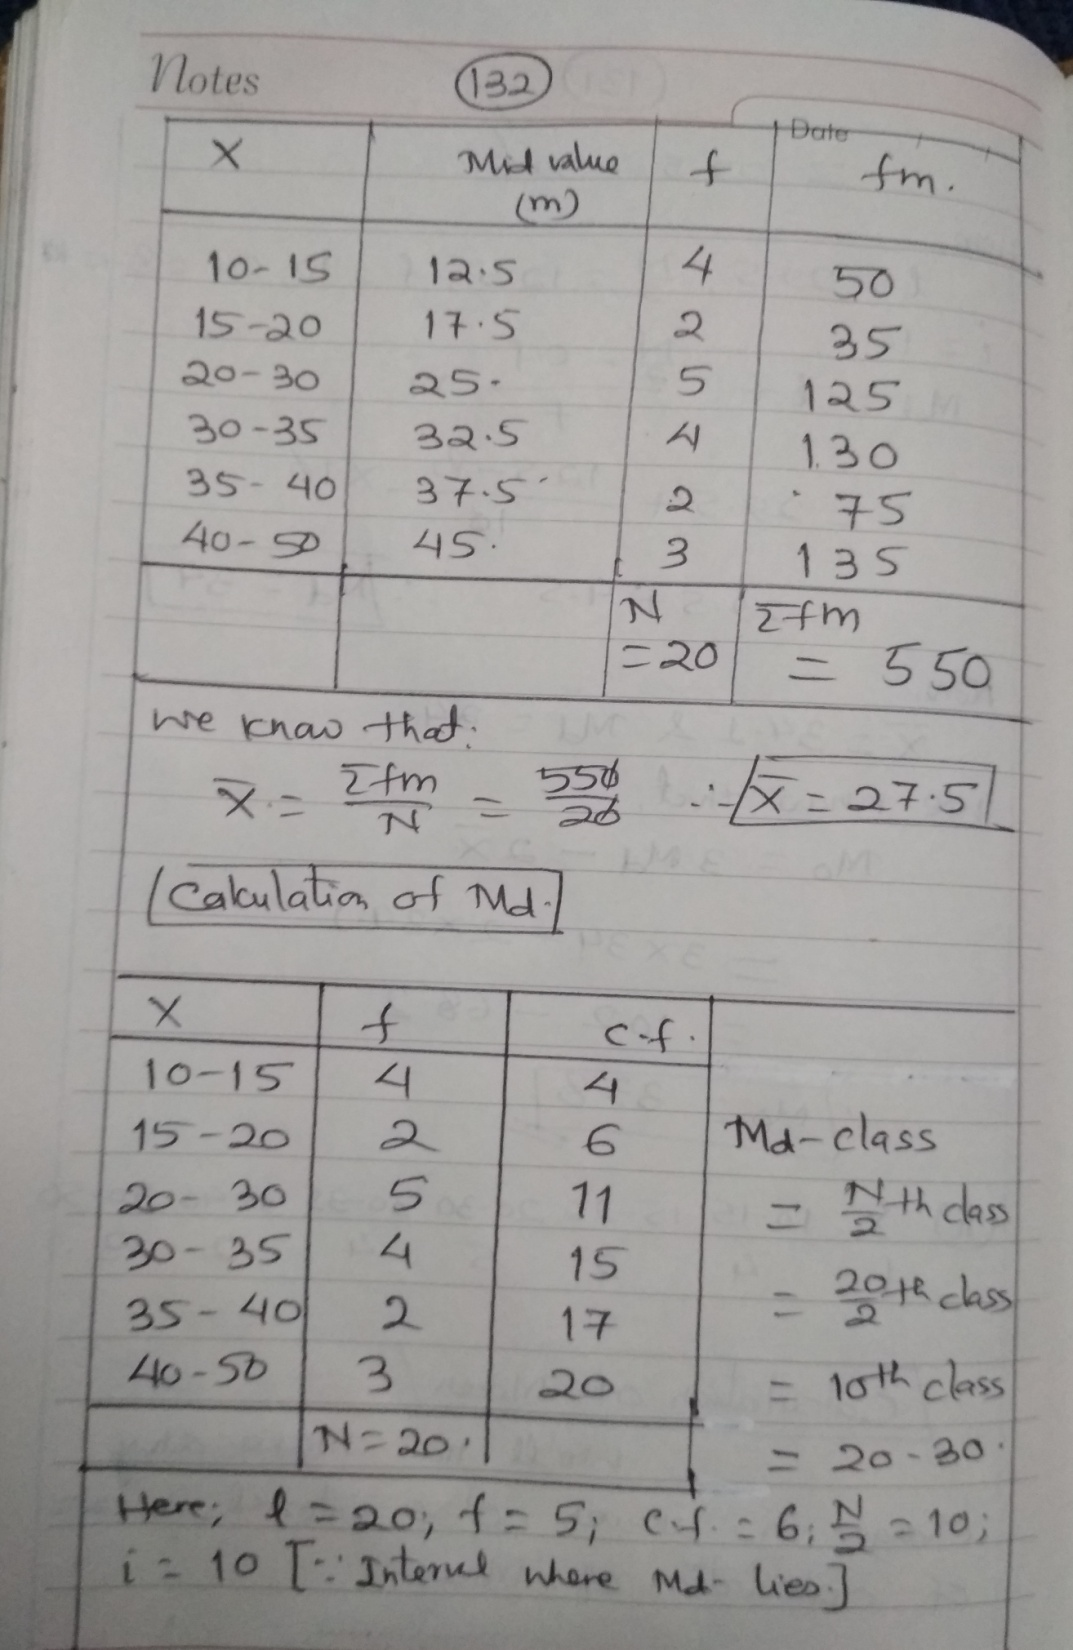 Notes
132
Date
X Mid value (m) f fm.
10-15 12.5 4 50
15-20 17.5 2 35
20-30 25. 5 125
30-35 32.5 4 130
35-40 37.5 2 75
40-50 45. 3 135
N = 20 Σfm = 550
we know that:
x̄ = Σfm/N = 550/20 ∴ x̄ = 27.5
Calculation of Md.
X f c.f.
10-15 4 4
15-20 2 6
20-30 5 11
30-35 4 15
35-40 2 17
40-50 3 20
N=20.
Md-class
= N/2 th class
= 20/2 th class
= 10th class
= 20-30.
Here; l=20; f=5; c.f.=6; N/2=10;
i=10 [∵ Interval where Md- lies.]